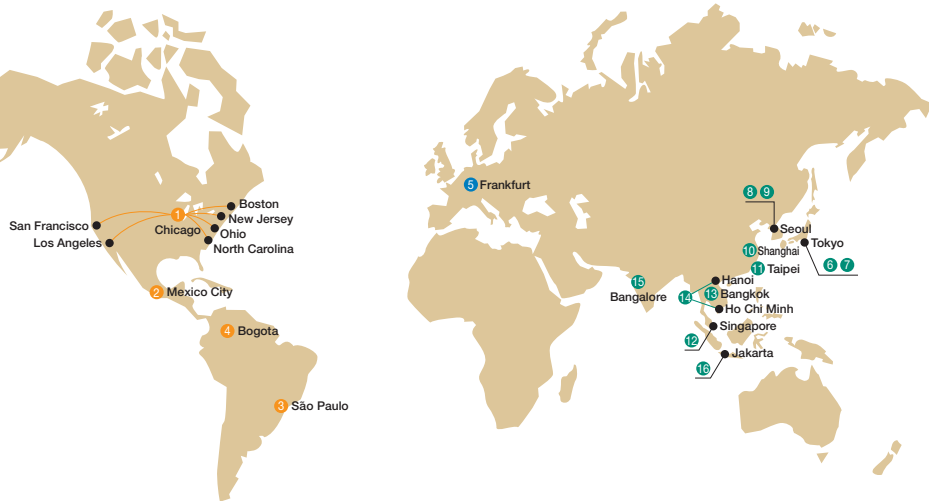 1
Boston
New Jersey
San Francisco
Chicago
Ohio
Los Angeles
North Carolina
2 Mexico City
4 Bogota
3 São Paulo
5 Frankfurt
8 9
Seoul
10 Shanghai
Tokyo
6 7
11 Taipei
15
Bangalore
Hanoi
14
13 Bangkok
Ho Chi Minh
Singapore
12
Jakarta
16